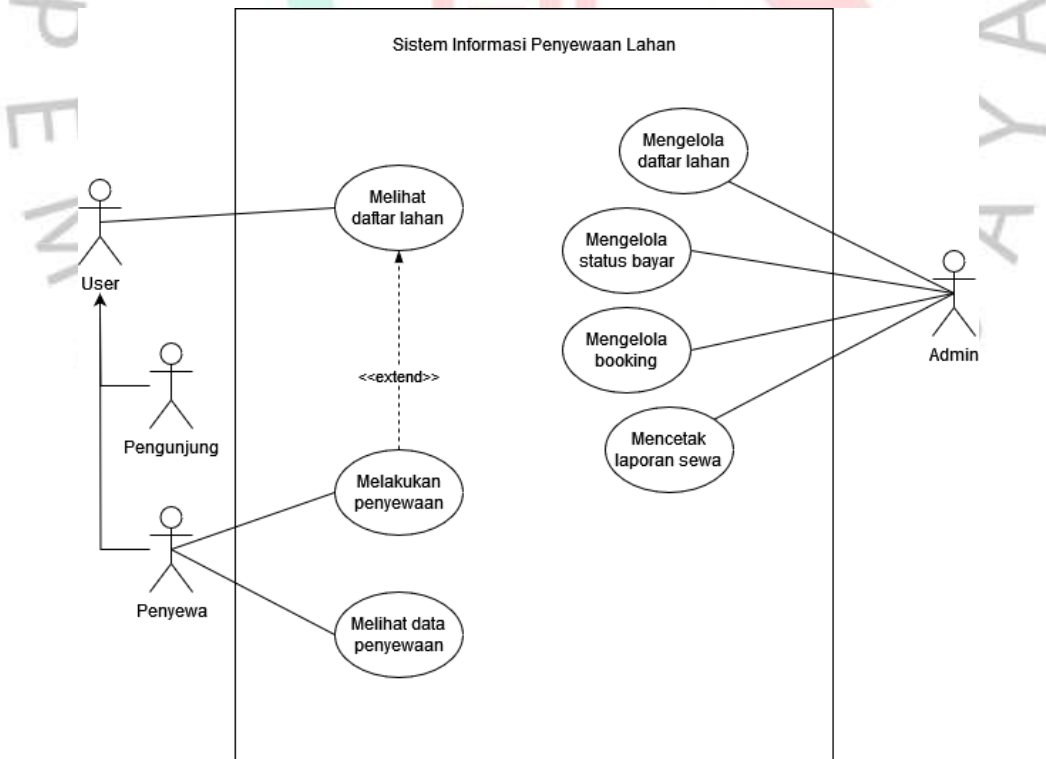 Sistem Informasi Penyewaan Lahan
Mengelola
daftar lahan
Melihat
daftar lahan
Mengelola
status bayar
User
Mengelola
booking
Admin
<<extend>>
Pengunjung
Mencetak
laporan sewa
Melakukan
penyewaan
Penyewa
Melihat data
penyewaan